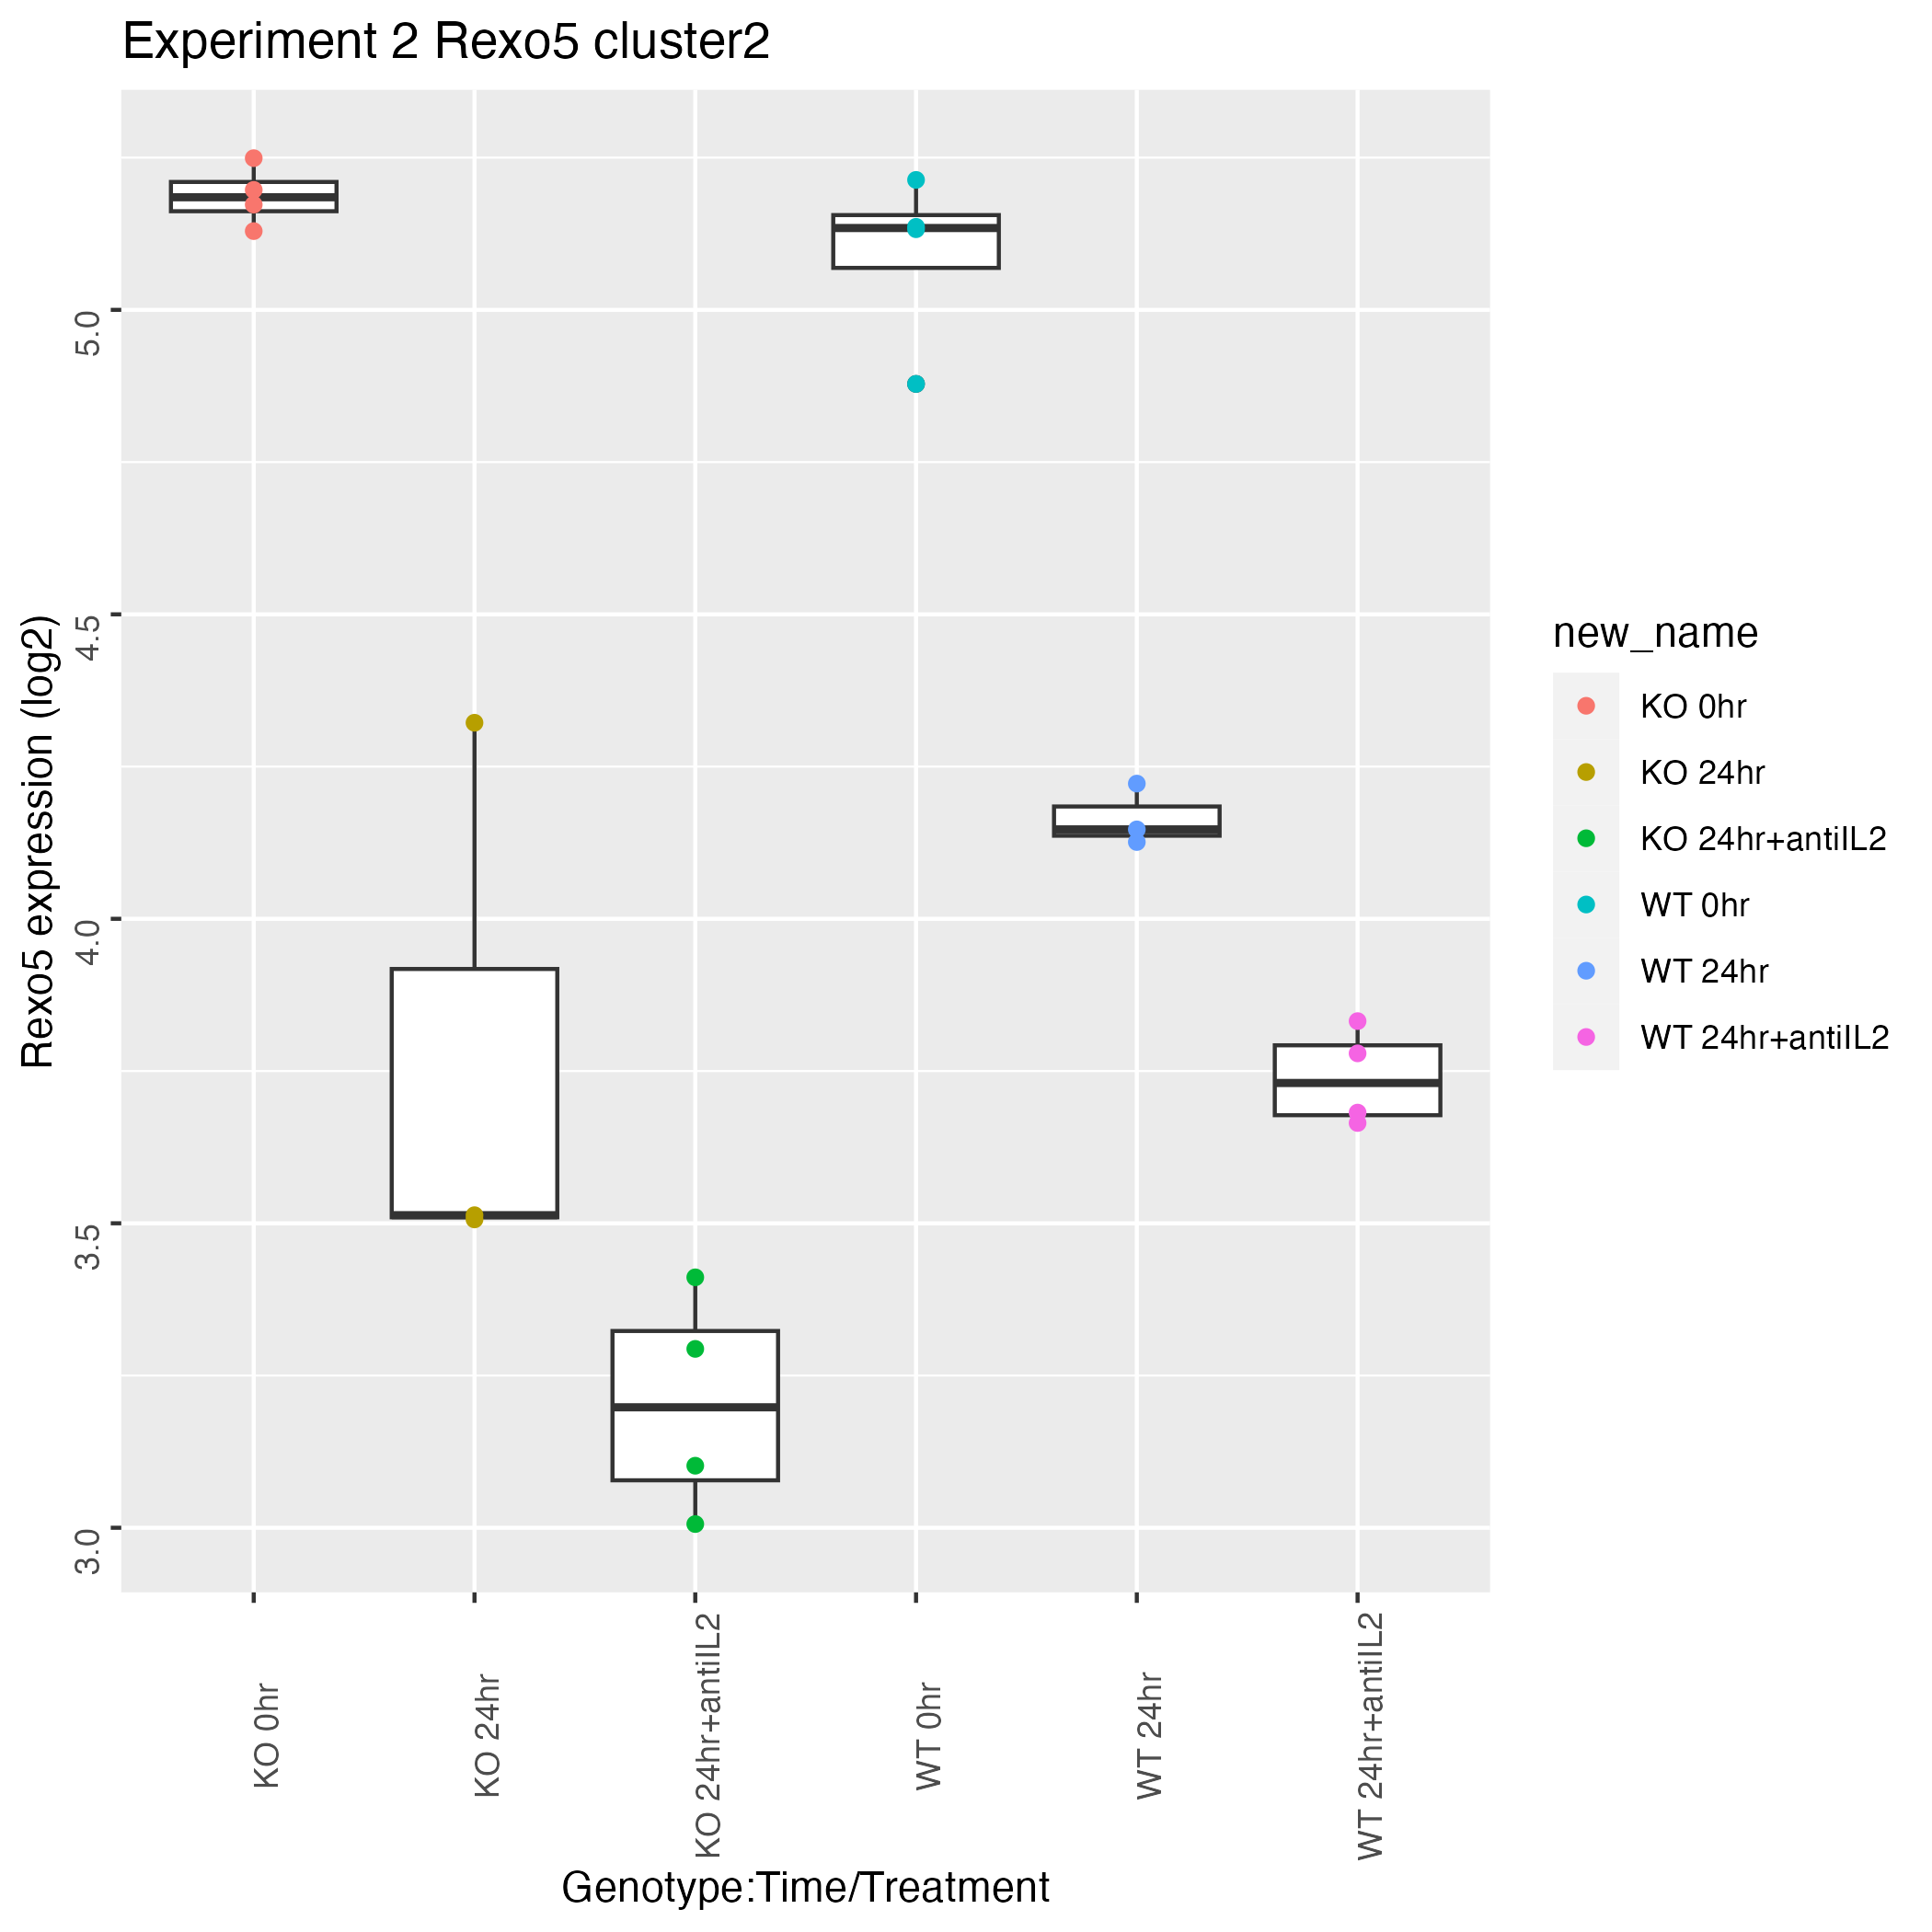 Experiment 2 Rexo5 cluster2
Rexo5 expression (log2)
5.0
4.5
4.0
3.5
3.0
KO 0hr
KO 24hr
KO 24hr+antiIL2
WT 0hr
WT 24hr
WT 24hr+antiIL2
Genotype:Time/Treatment
new_name
KO 0hr
KO 24hr
KO 24hr+antiIL2
WT 0hr
WT 24hr
WT 24hr+antiIL2